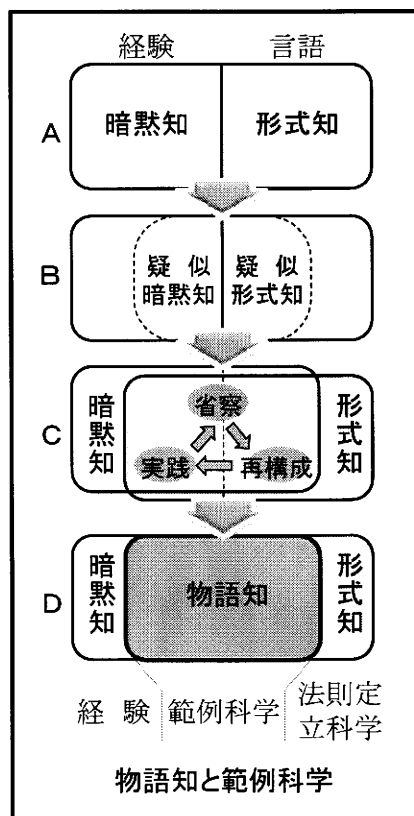 経験 言語
A 暗黙知 形式知
B 疑似暗黙知 疑似形式知
C 暗黙知 省察 実践 再構成 形式知
D 暗黙知 物語知 形式知
経験 範例科学 法則定立科学
物語知と範例科学